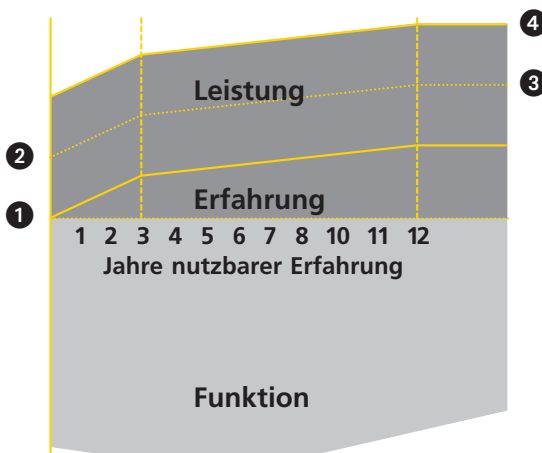 4
Leistung
3
2
Erfahrung
1
1 2 3 4 5 6 7 8 10 11 12
Jahre nutzbarer Erfahrung
Funktion